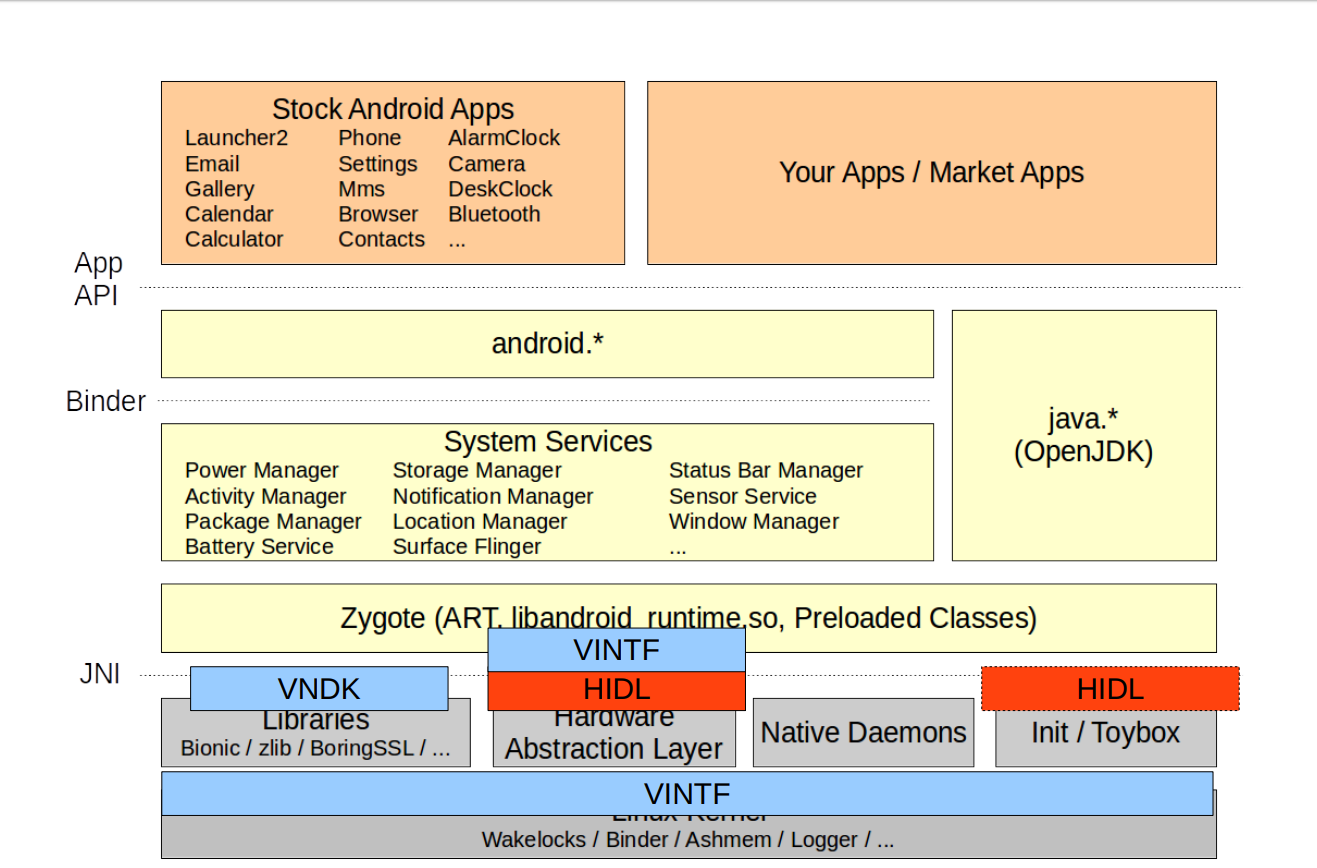 Stock Android Apps
Launcher2 Phone AlarmClock
Email Settings Camera
Gallery Mms DeskClock
Calendar Browser Bluetooth
Calculator Contacts ...
Your Apps / Market Apps
App
API
android.*
Binder
java.*
(OpenJDK)
System Services
Power Manager Storage Manager Status Bar Manager
Activity Manager Notification Manager Sensor Service
Package Manager Location Manager Window Manager
Battery Service Surface Flinger ...
Zygote (ART, libandroid_runtime.so, Preloaded Classes)
VINTF
JNI
VNDK
HIDL
HIDL
Libraries
Bionic / zlib / BoringSSL / ...
Hardware
Abstraction Layer
Native Daemons
Init / Toybox
VINTF
Linux Kernel
Wakelocks / Binder / Ashmem / Logger / ...